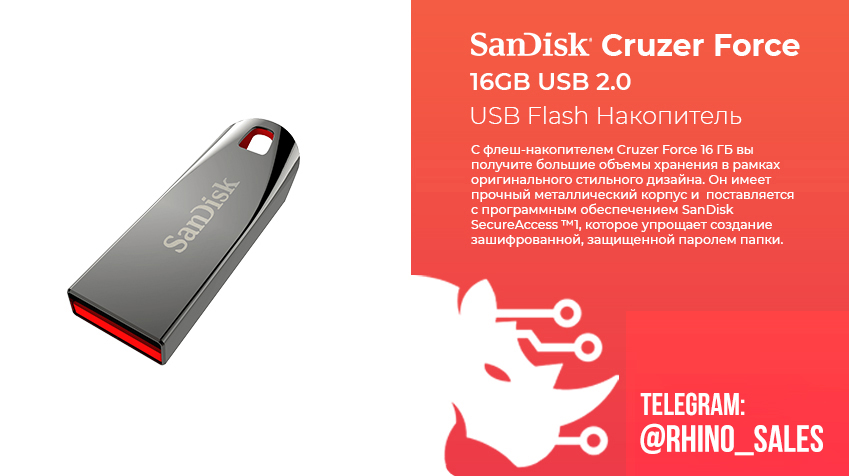 SanDisk
SanDisk® Cruzer Force
16GB USB 2.0
USB Flash Накопитель
С флеш-накопителем Cruzer Force 16 ГБ вы
получите большие объемы хранения в рамках
оригинального стильного дизайна. Он имеет
прочный металлический корпус и  поставляется
с программным обеспечением SanDisk
SecureAccess ™1, которое упрощает создание
зашифрованной, защищенной паролем папки.
TELEGRAM:
@RHINO_SALES